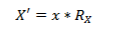 X' = x * R_X